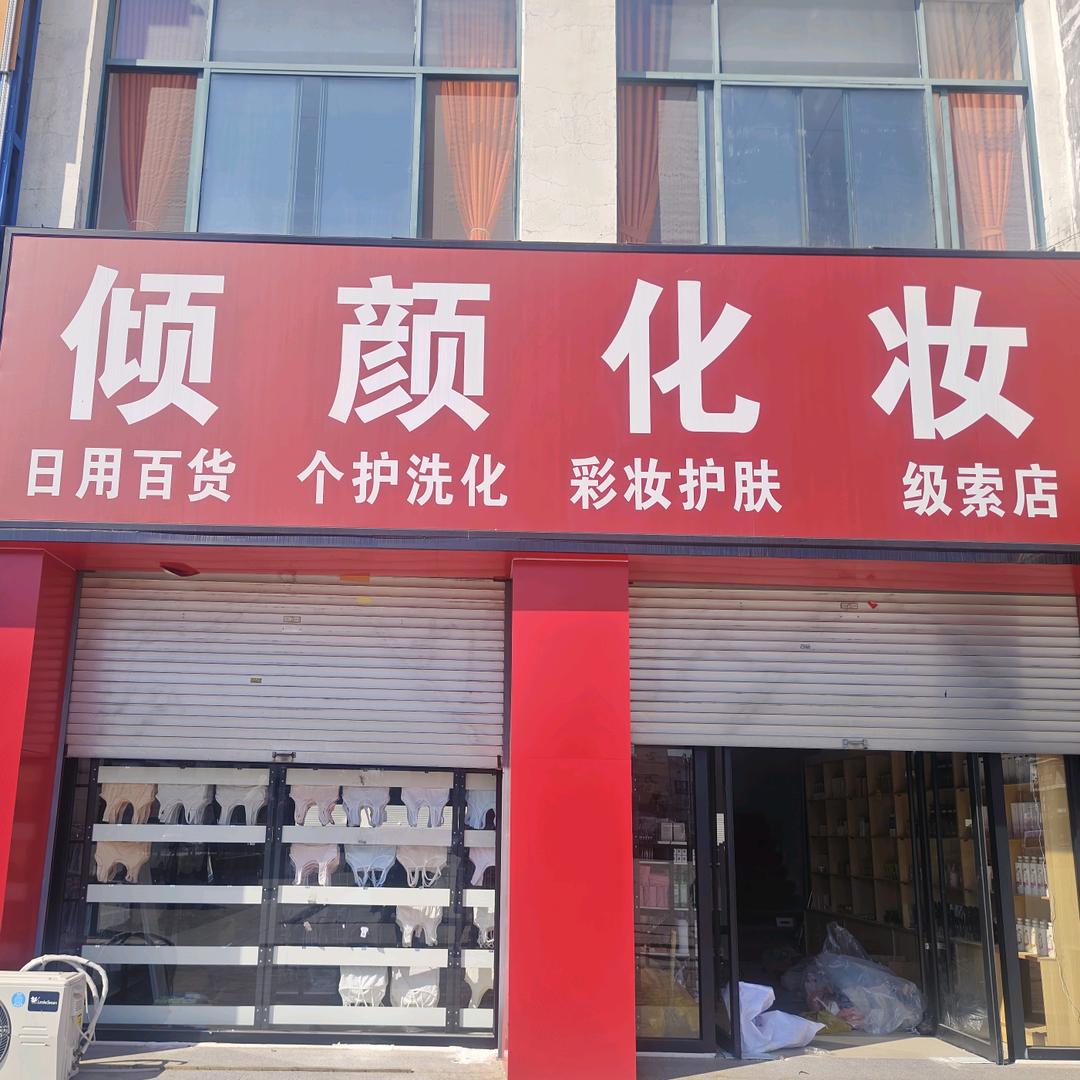 倾颜化妆
日用百货 个护洗化 彩妆护肤 级索店
LittleSwan